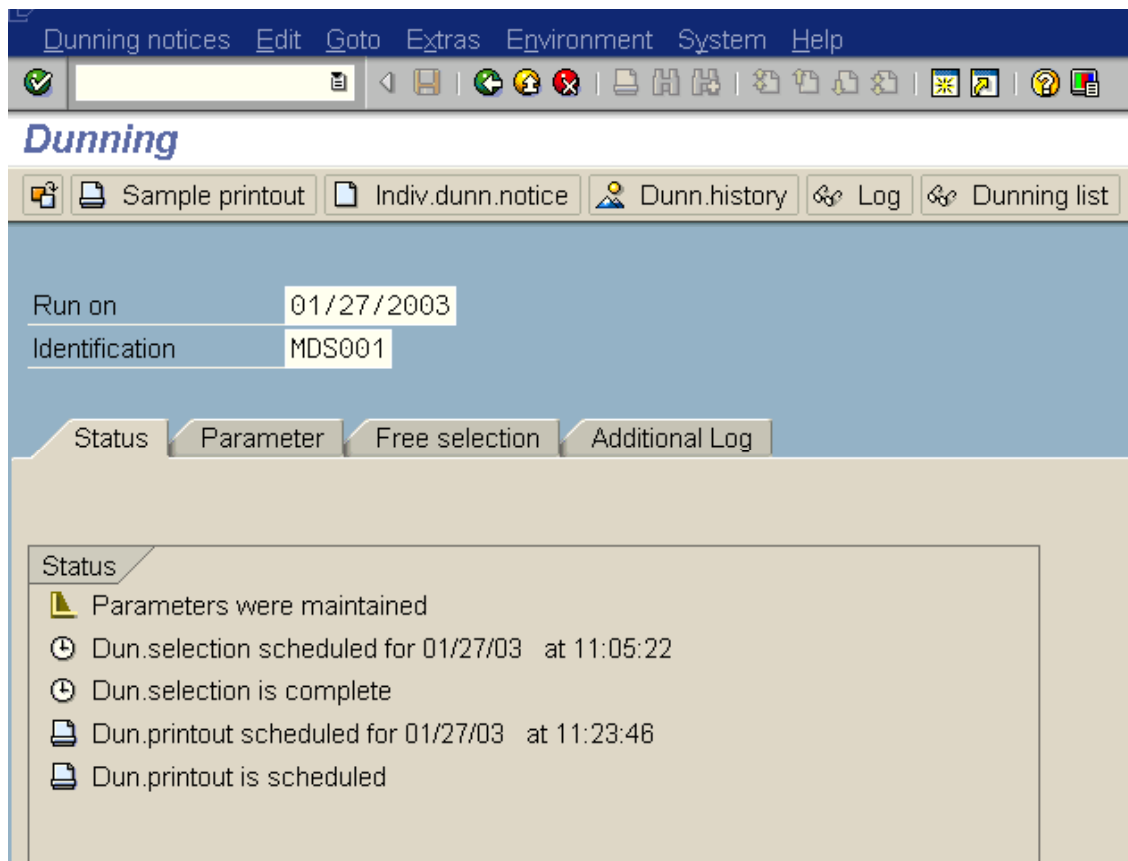 Dunning notices Edit Goto Extras Environment System Help
Dunning
Sample printout Indiv.dunn.notice Dunn.history Log Dunning list
Run on 01/27/2003
Identification MDS001
Status Parameter Free selection Additional Log
Status
Parameters were maintained
Dun.selection scheduled for 01/27/03 at 11:05:22
Dun.selection is complete
Dun.printout scheduled for 01/27/03 at 11:23:46
Dun.printout is scheduled